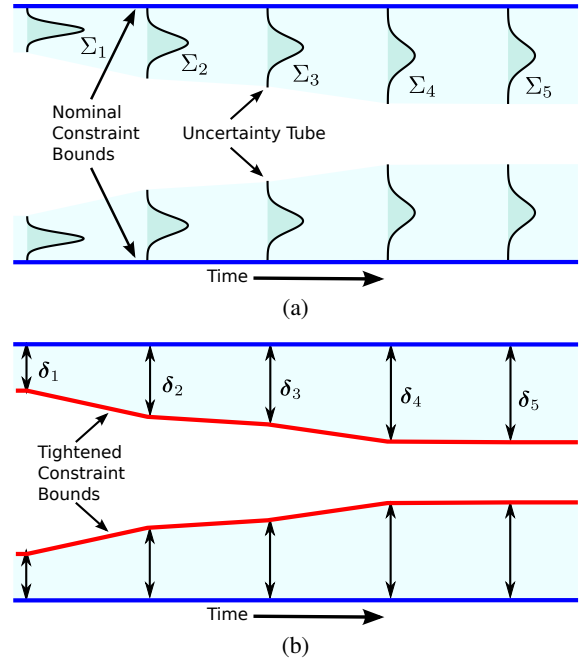 Σ₁
Σ₂
Σ₃
Σ₄
Σ₅
Nominal
Constraint
Bounds
Uncertainty Tube
Time
(a)
δ₁
δ₂
δ₃
δ₄
δ₅
Tightened
Constraint
Bounds
Time
(b)